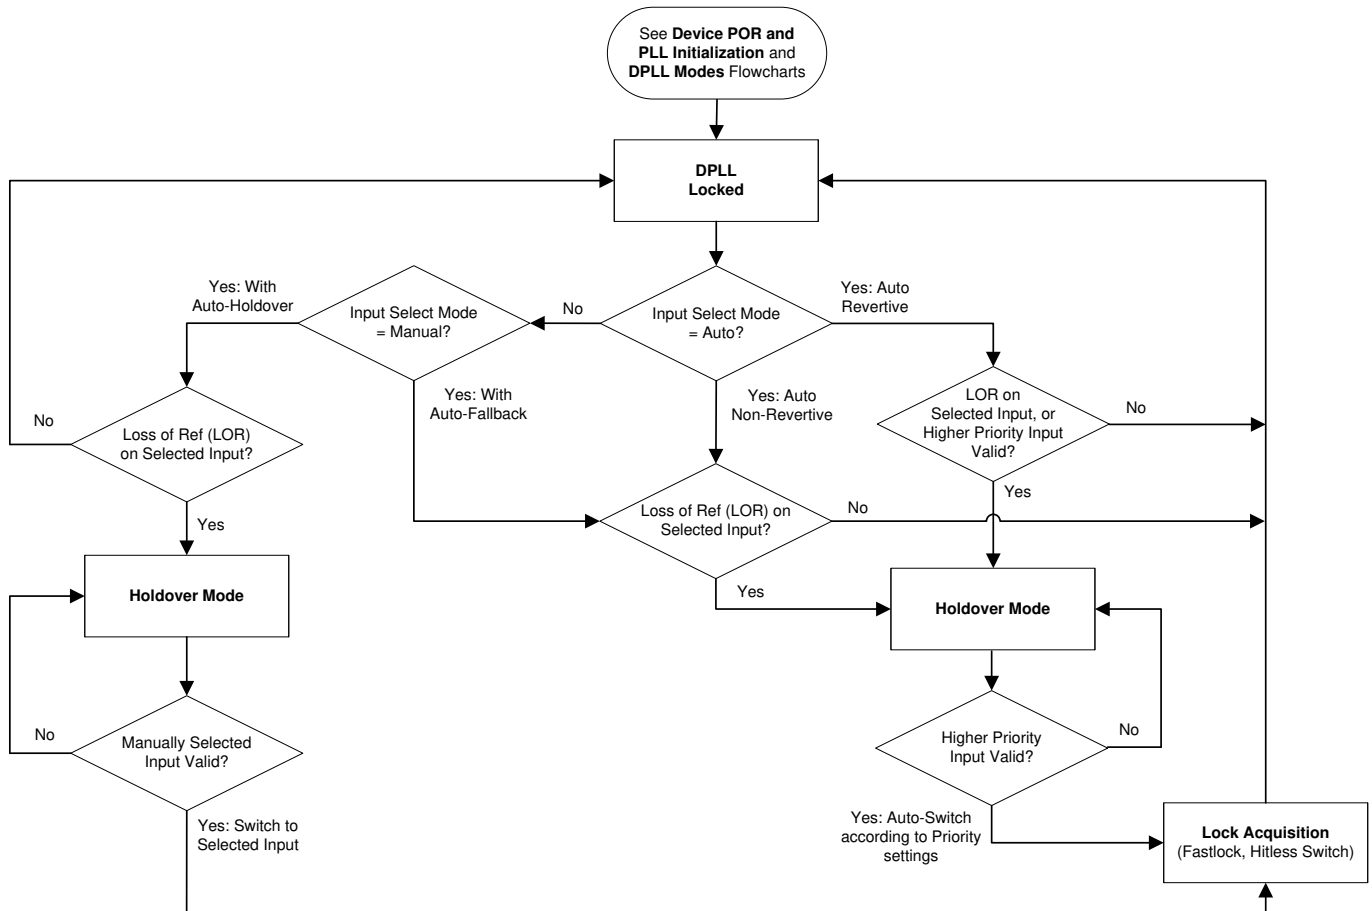 See Device POR and
PLL Initialization and
DPLL Modes Flowcharts
DPLL
Locked
Yes: With
Auto-Holdover
Input Select Mode
= Manual?
No
Input Select Mode
= Auto?
Yes: Auto
Revertive
No
Loss of Ref (LOR)
on Selected Input?
Yes: With
Auto-Fallback
Yes: Auto
Non-Revertive
LOR on
Selected Input, or
Higher Priority Input
Valid?
No
Yes
Loss of Ref (LOR) on
Selected Input?
No
Yes
Holdover Mode
Yes
Holdover Mode
No
Manually Selected
Input Valid?
Higher Priority
Input Valid?
No
Yes: Switch to
Selected Input
Yes: Auto-Switch
according to Priority
settings
Lock Acquisition
(Fastlock, Hitless Switch)